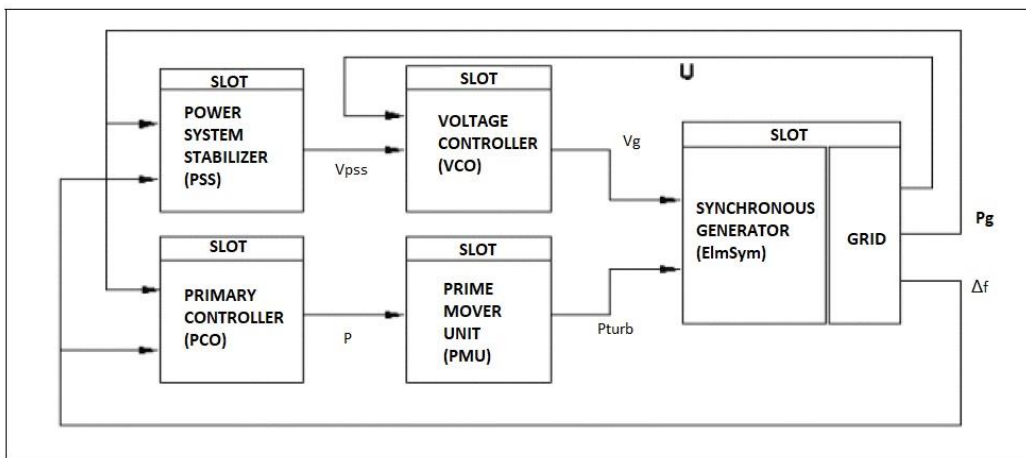 SLOT
POWER
SYSTEM
STABILIZER
(PSS)
Vpss
SLOT
VOLTAGE
CONTROLLER
(VCO)
U
Vg
SLOT
SYNCHRONOUS
GENERATOR
(ElmSym)
GRID
Pg
Δf
SLOT
PRIMARY
CONTROLLER
(PCO)
P
SLOT
PRIME
MOVER
UNIT
(PMU)
Pturb